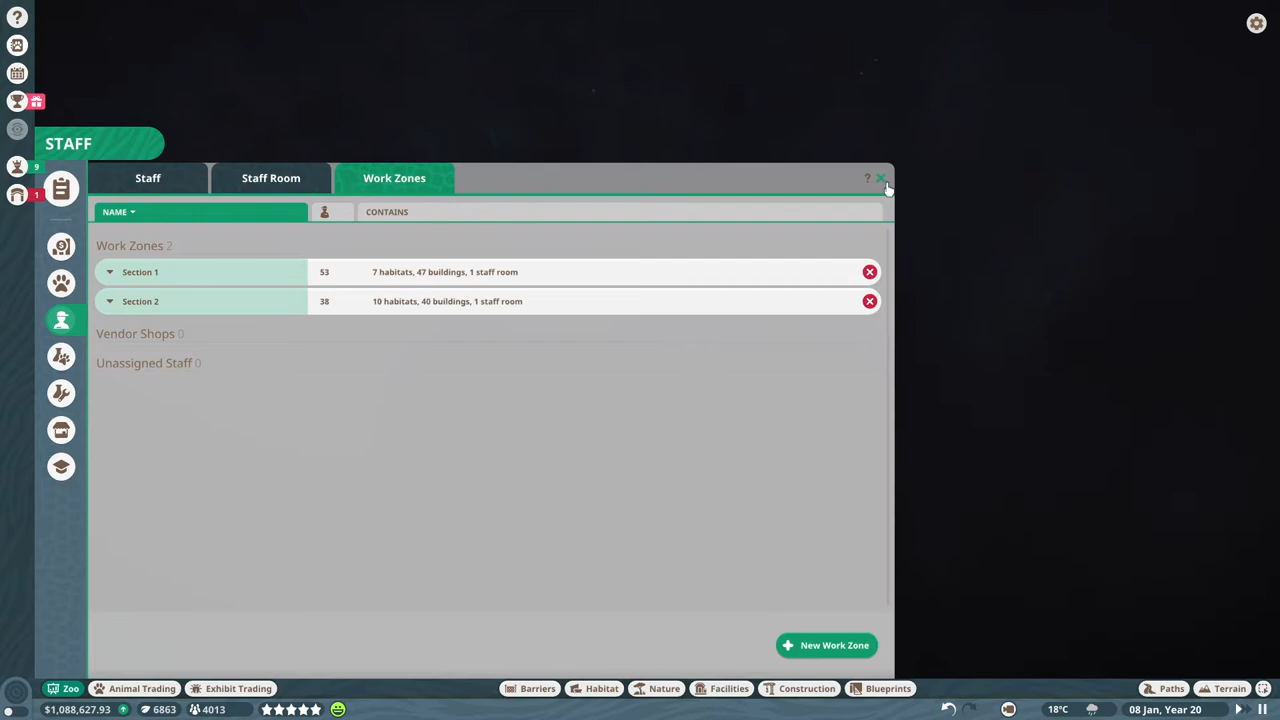 STAFF
9
1
Staff
Staff Room
Work Zones
?
NAME
CONTAINS
Work Zones 2
Section 1 53 7 habitats, 47 buildings, 1 staff room
Section 2 38 10 habitats, 40 buildings, 1 staff room
Vendor Shops 0
Unassigned Staff 0
New Work Zone
Zoo
Animal Trading
Exhibit Trading
Barriers
Habitat
Nature
Facilities
Construction
Blueprints
Paths
Terrain
$1,088,627.93
6863
4013
18°C
08 Jan, Year 20